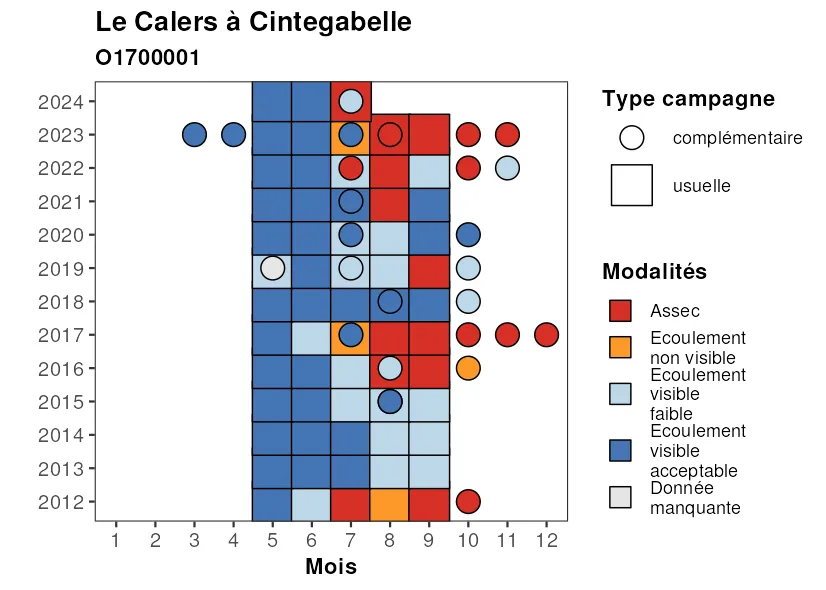 Le Calers à Cintegabelle
O1700001
2024
2023
2022
2021
2020
2019
2018
2017
2016
2015
2014
2013
2012
1 2 3 4 5 6 7 8 9 10 11 12
Mois
Type campagne
complémentaire
usuelle
Modalités
Assec
Ecoulement
non visible
Ecoulement
visible
faible
Ecoulement
visible
acceptable
Donnée
manquante